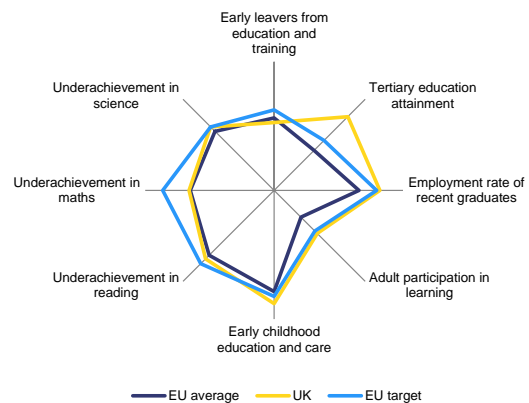 Early leavers from
education and
training
Underachievement in
science
Tertiary education
attainment
Underachievement in
maths
Employment rate of
recent graduates
Underachievement in
reading
Adult participation in
learning
Early childhood
education and care
EU average
UK
EU target